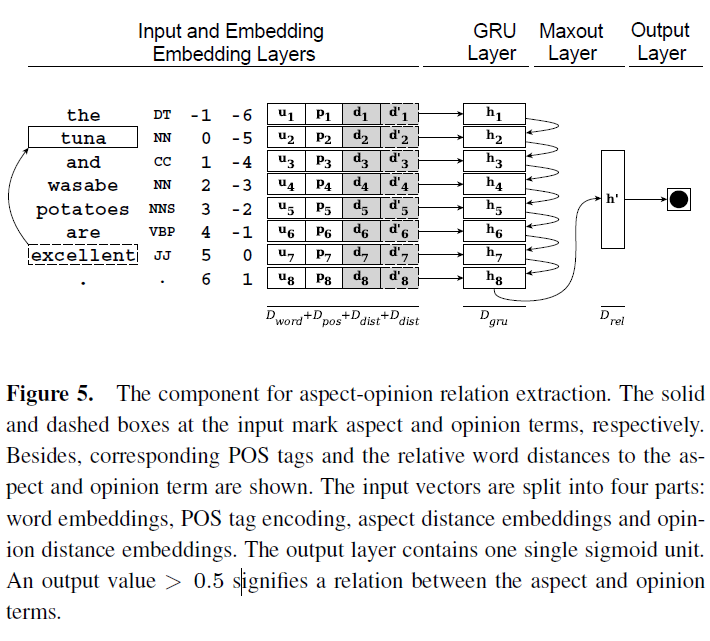 Input and Embedding GRU Maxout Output
Embedding Layers Layer Layer Layer
the DT -1 -6 u1 p1 d1 d'1 h1
tuna NN 0 -5 u2 p2 d2 d'2 h2
and CC 1 -4 u3 p3 d3 d'3 h3
wasabe NN 2 -3 u4 p4 d4 d'4 h4
potatoes NNS 3 -2 u5 p5 d5 d'5 h5 h'
are VBP 4 -1 u6 p6 d6 d'6 h6
excellent JJ 5 0 u7 p7 d7 d'7 h7
. . 6 1 u8 p8 d8 d'8 h8
Dword+Dpos+Ddist+Ddist Dgru Drel
Figure 5. The component for aspect-opinion relation extraction. The solid
and dashed boxes at the input mark aspect and opinion terms, respectively.
Besides, corresponding POS tags and the relative word distances to the as-
pect and opinion term are shown. The input vectors are split into four parts:
word embeddings, POS tag encoding, aspect distance embeddings and opin-
ion distance embeddings. The output layer contains one single sigmoid unit.
An output value > 0.5 signifies a relation between the aspect and opinion
terms.